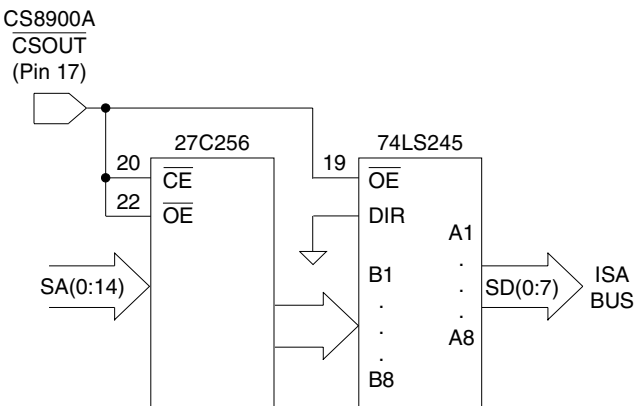 CS8900A
CSOUT
(Pin 17)
27C256
74LS245
20
CE
19
OE
22
OE
DIR
A1
.
.
.
A8
SA(0:14)
B1
.
.
.
B8
SD(0:7)
ISA
BUS